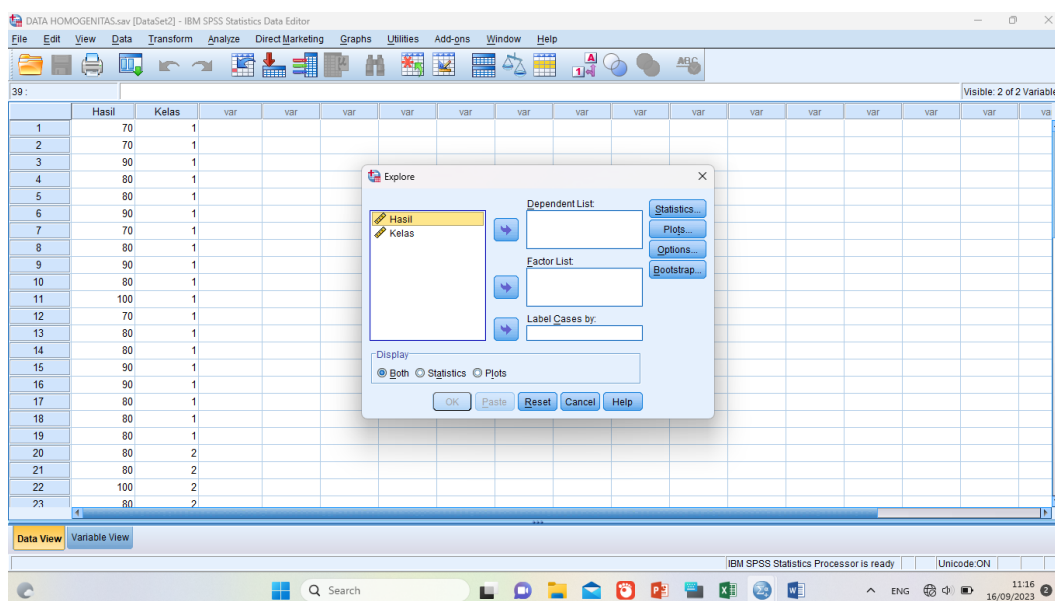 DATA HOMOGENITAS.sav [DataSet2] - IBM SPSS Statistics Data Editor
File Edit View Data Transform Analyze Direct Marketing Graphs Utilities Add-ons Window Help
39 :
Visible: 2 of 2 Variable
Hasil Kelas var var var var var var var var var var var var var va
1 70 1
2 70 1
3 90 1
4 80 1
5 80 1
6 90 1
7 70 1
8 80 1
9 90 1
10 80 1
11 100 1
12 70 1
13 80 1
14 80 1
15 90 1
16 90 1
17 80 1
18 80 1
19 80 1
20 80 2
21 80 2
22 100 2
23 80 2
Explore
Hasil
Kelas
Dependent List:
Factor List:
Label Cases by:
Statistics...
Plots...
Options...
Bootstrap...
Display
Both Statistics Plots
OK Paste Reset Cancel Help
Data View Variable View
IBM SPSS Statistics Processor is ready Unicode:ON
Search
ENG
11:16
16/09/2023
2